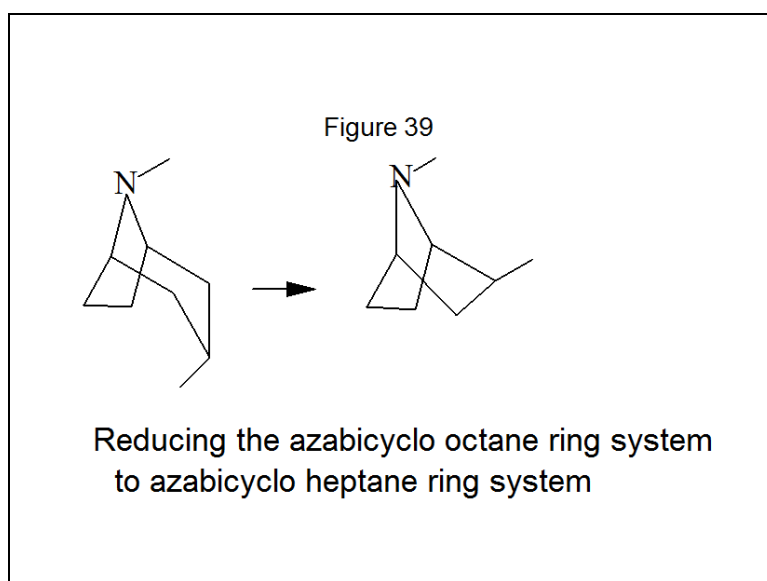 Figure 39
N
N
Reducing the azabicyclo octane ring system
to azabicyclo heptane ring system